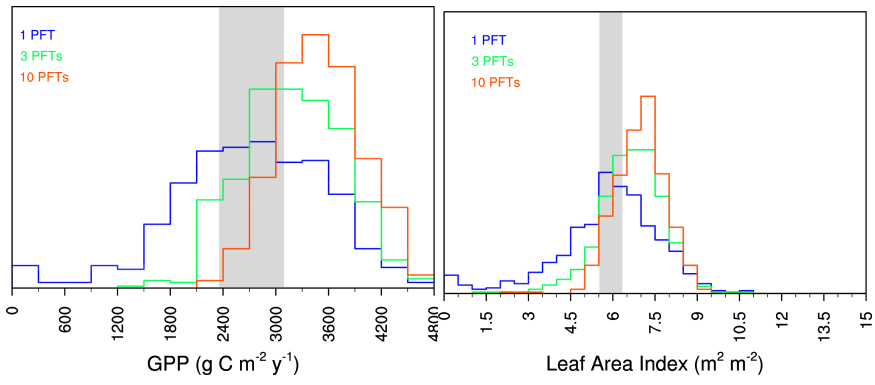 1 PFT
3 PFTs
10 PFTs
0 600 1200 1800 2400 3000 3600 4200 4800
GPP (g C m⁻² y⁻¹)
1 PFT
3 PFTs
10 PFTs
0 1.5 3 4.5 6 7.5 9 10.5 12 13.5 15
Leaf Area Index (m² m⁻²)